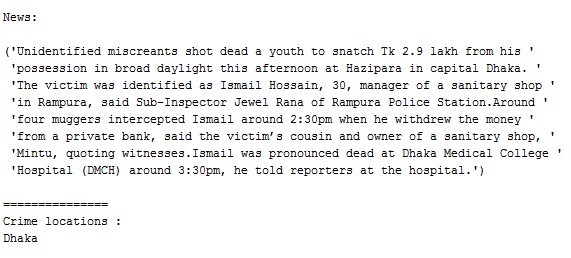 News:
('Unidentified miscreants shot dead a youth to snatch Tk 2.9 lakh from his '
'possession in broad daylight this afternoon at Hazipara in capital Dhaka. '
'The victim was identified as Ismail Hossain, 30, manager of a sanitary shop '
'in Rampura, said Sub-Inspector Jewel Rana of Rampura Police Station.Around '
'four muggers intercepted Ismail around 2:30pm when he withdrew the money '
'from a private bank, said the victim’s cousin and owner of a sanitary shop, '
'Mintu, quoting witnesses.Ismail was pronounced dead at Dhaka Medical College '
'Hospital (DMCH) around 3:30pm, he told reporters at the hospital.')
===============
Crime locations :
Dhaka